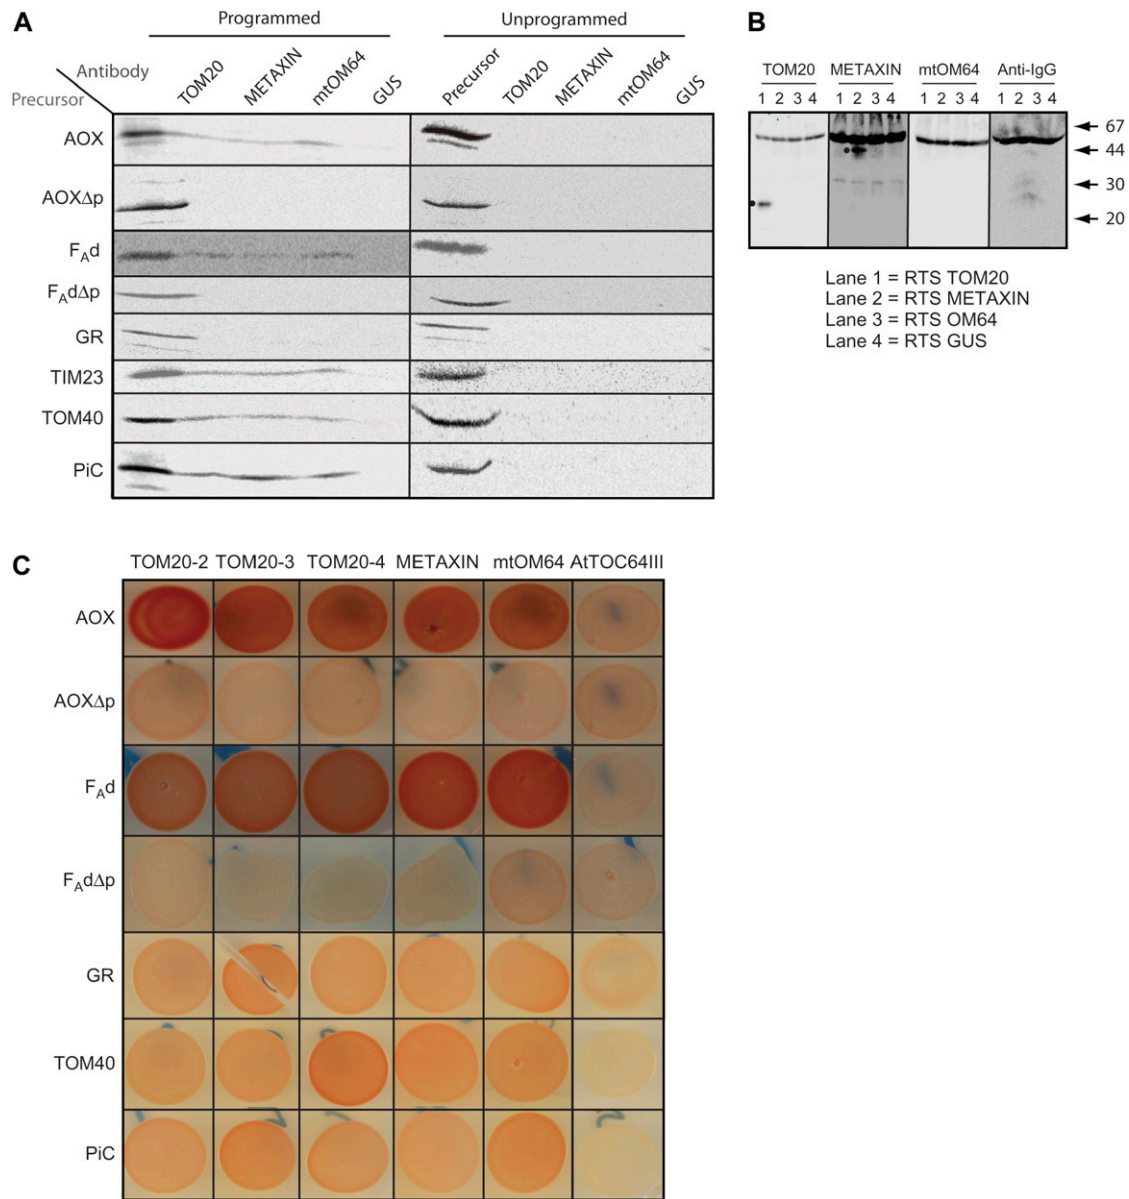 A
Programmed
Unprogrammed
Antibody
Precursor
TOM20
METAXIN
mtOM64
GUS
Precursor
TOM20
METAXIN
mtOM64
GUS
AOX
AOXΔp
FAd
FAdΔp
GR
TIM23
TOM40
PiC
B
TOM20 METAXIN mtOM64 Anti-IgG
1 2 3 4 1 2 3 4 1 2 3 4 1 2 3 4
67
44
30
20
Lane 1 = RTS TOM20
Lane 2 = RTS METAXIN
Lane 3 = RTS OM64
Lane 4 = RTS GUS
C
TOM20-2 TOM20-3 TOM20-4 METAXIN mtOM64 AtTOC64III
AOX
AOXΔp
FAd
FAdΔp
GR
TOM40
PiC